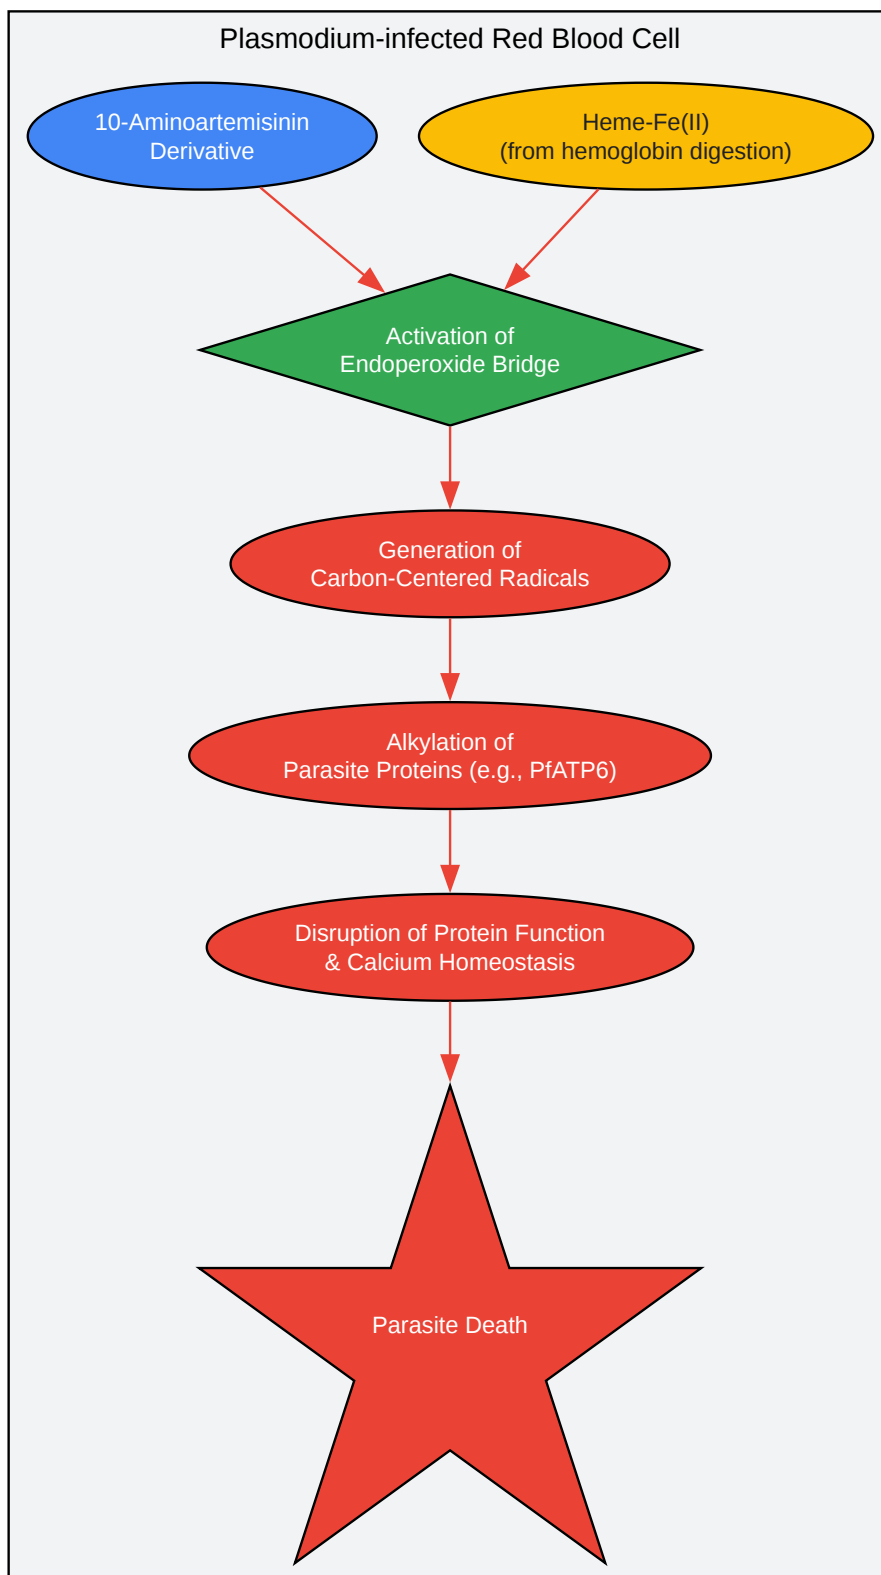 Plasmodium-infected Red Blood Cell
10-Aminoartemisinin
Derivative
Heme-Fe(II)
(from hemoglobin digestion)
Activation of
Endoperoxide Bridge
Generation of
Carbon-Centered Radicals
Alkylation of
Parasite Proteins (e.g., PfATP6)
Disruption of Protein Function
& Calcium Homeostasis
Parasite Death